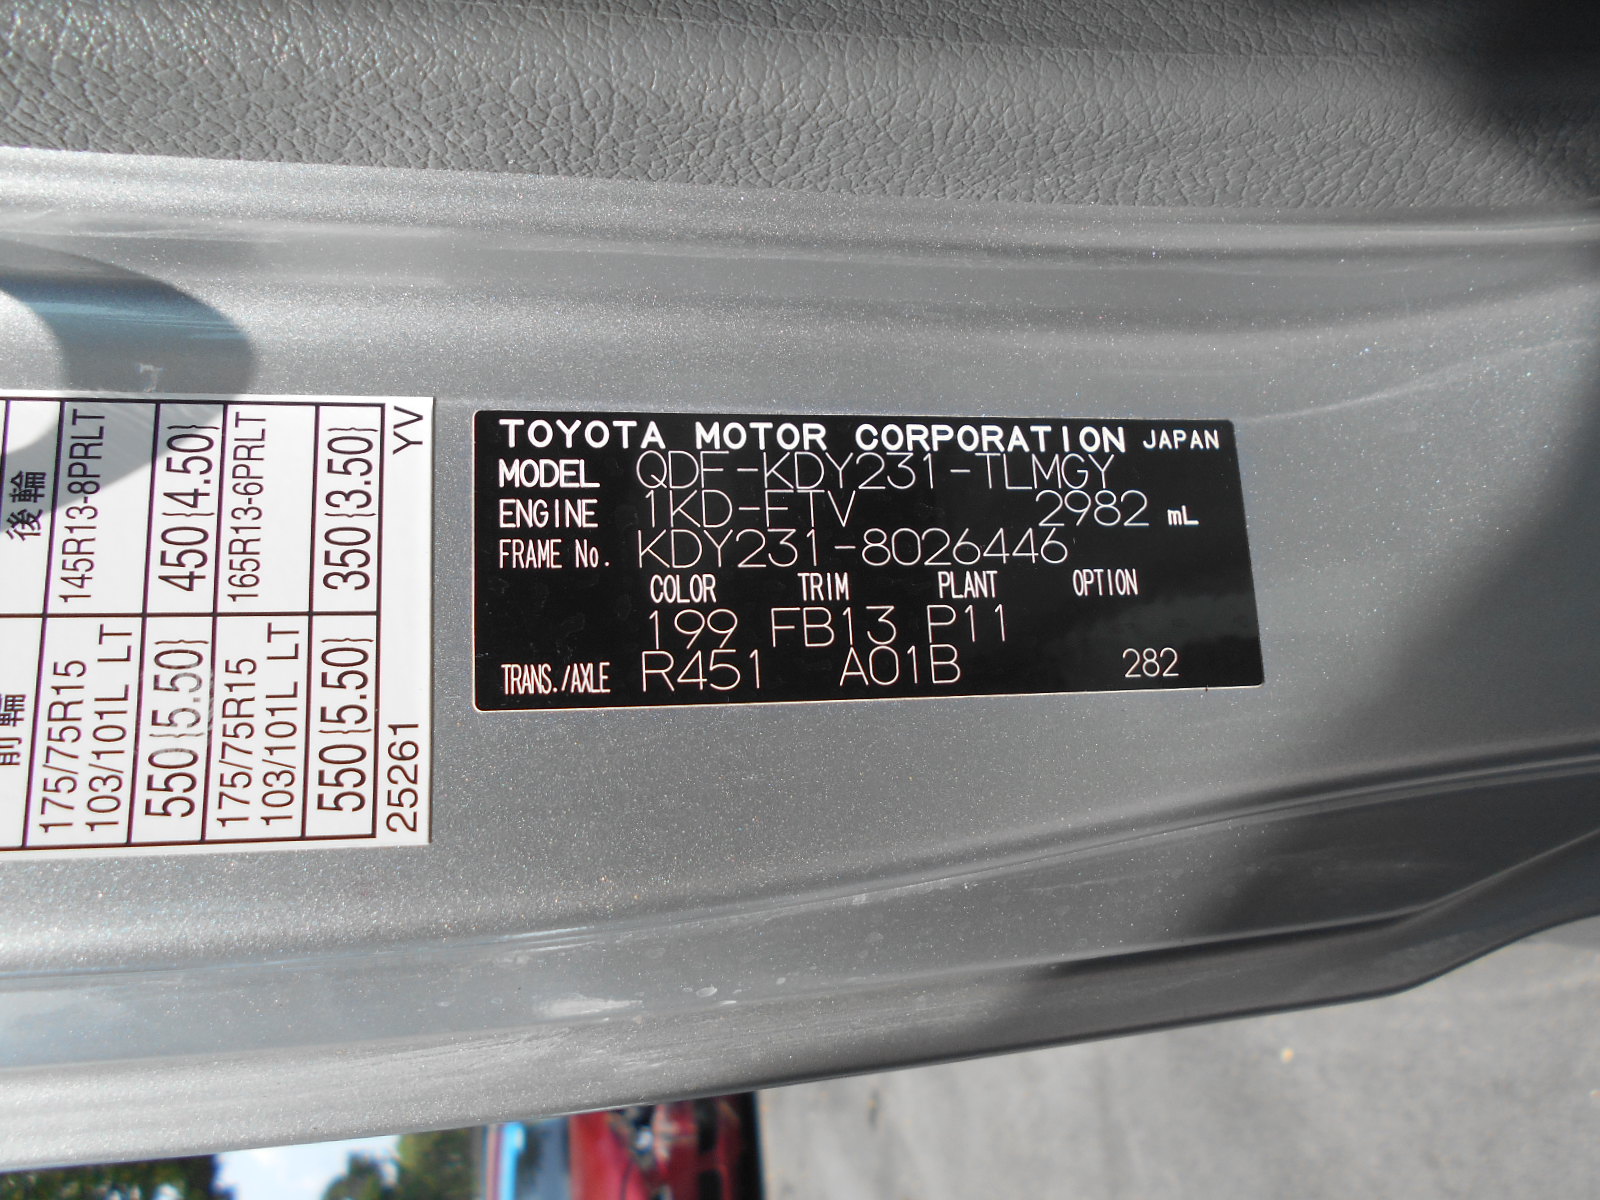 TOYOTA MOTOR CORPORATION JAPAN
MODEL QDF-KDY231-TLMGY
ENGINE 1KD-FTV 2982 mL
FRAME No. KDY231-8026446
COLOR TRIM PLANT OPTION
199 FB13 P11
TRANS./AXLE R451 A01B 282
前輪 後輪
175/75R15 145R13-8PRLT
103/101L LT
550{5.50} 450{4.50}
175/75R15 165R13-6PRLT
103/101L LT
550{5.50} 350{3.50}
25261 YV